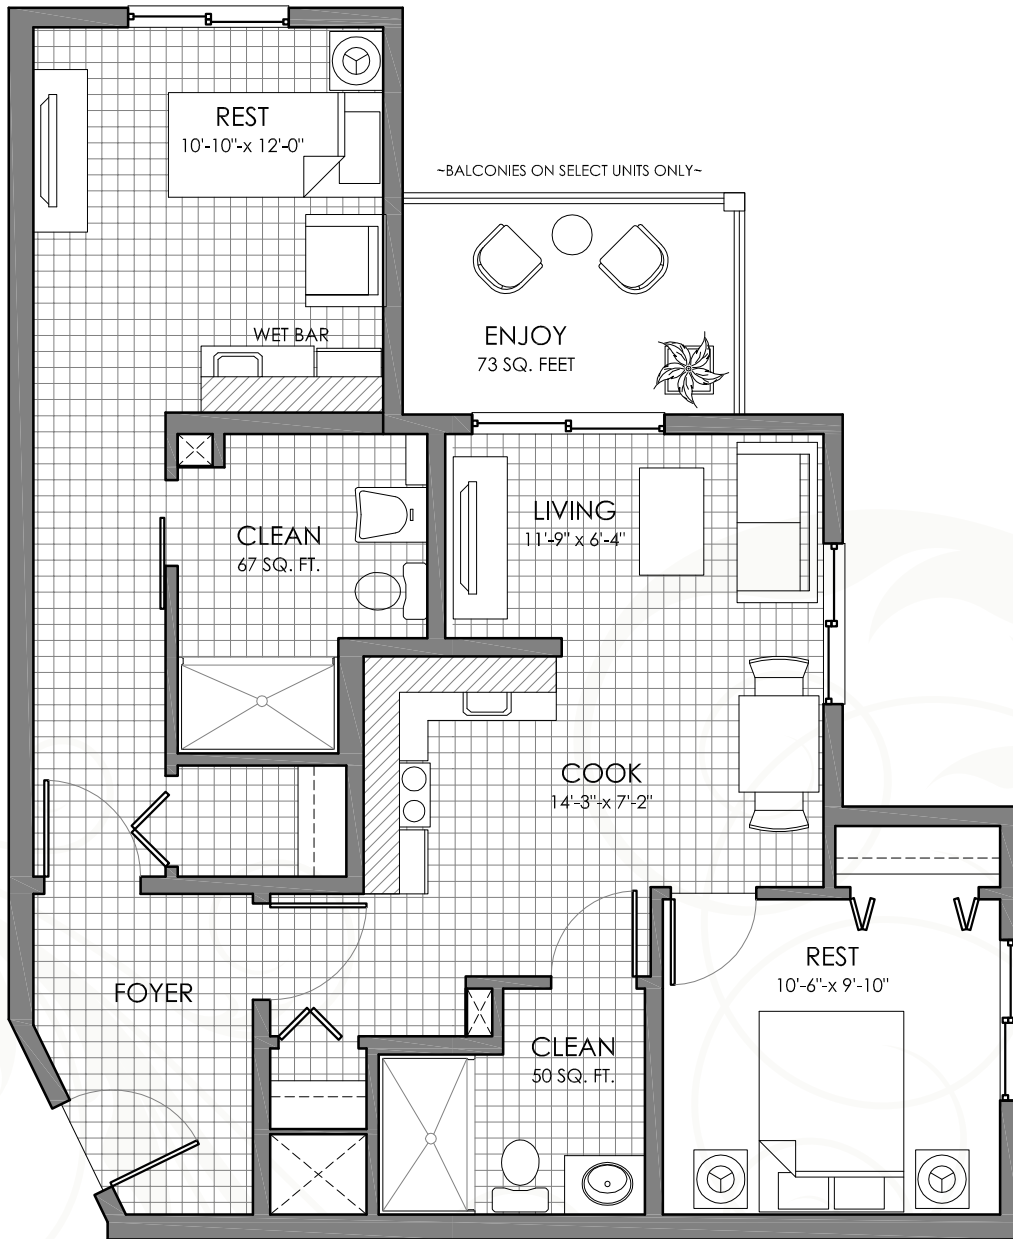 REST
10'-10"-x 12'-0"
~BALCONIES ON SELECT UNITS ONLY~
ENJOY
73 SQ. FEET
WET BAR
LIVING
11'-9" x 6'-4"
CLEAN
67 SQ. FT.
COOK
14'-3"-x 7'-2"
REST
10'-6"-x 9'-10"
FOYER
CLEAN
50 SQ. FT.